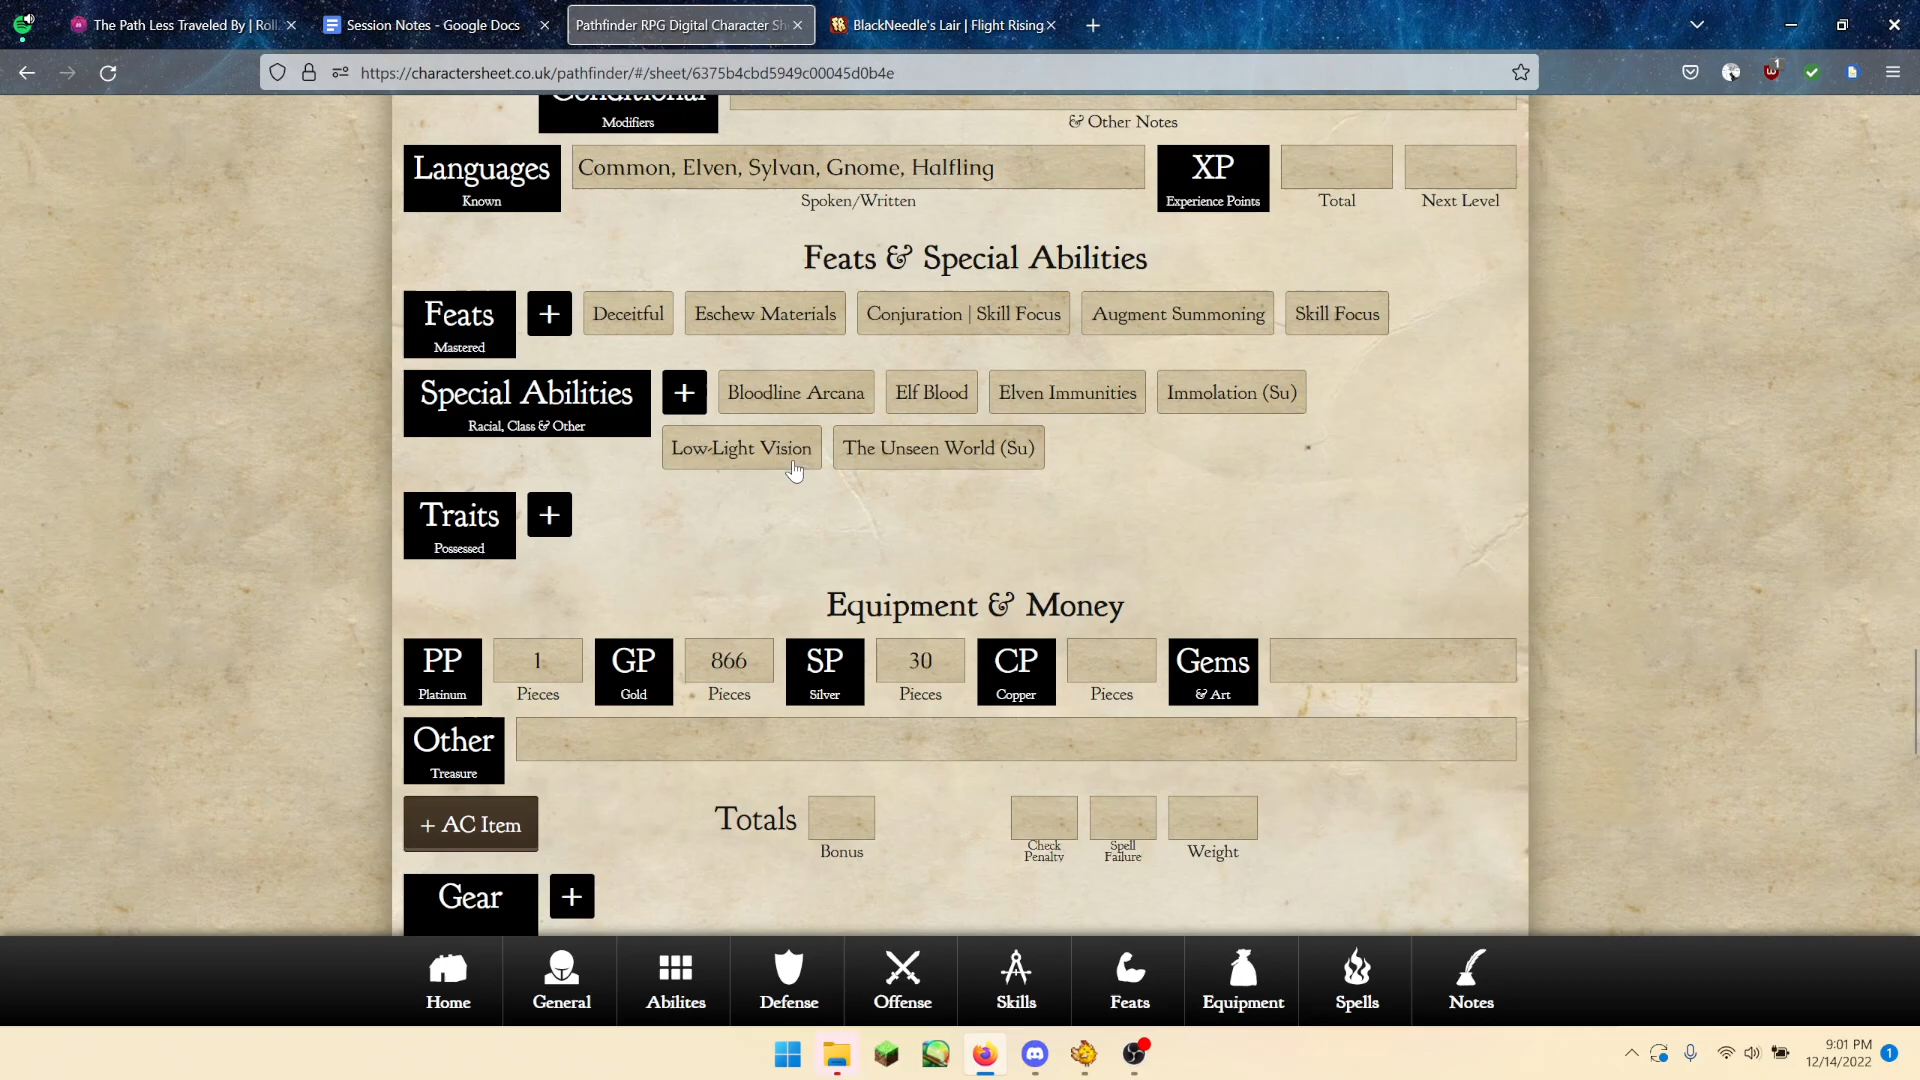 The Path Less Traveled By | Roll
Session Notes - Google Docs
Pathfinder RPG Digital Character Sh
BlackNeedle's Lair | Flight Rising
https://charactersheet.co.uk/pathfinder/#/sheet/6375b4cbd5949c00045d0b4e
1
Conditional
Modifiers
& Other Notes
Languages
Known
Common, Elven, Sylvan, Gnome, Halfling
Spoken/Written
XP
Experience Points
Total
Next Level
Feats & Special Abilities
Feats
Mastered
+
Deceitful
Eschew Materials
Conjuration | Skill Focus
Augment Summoning
Skill Focus
Special Abilities
Racial, Class & Other
+
Bloodline Arcana
Elf Blood
Elven Immunities
Immolation (Su)
Low-Light Vision
The Unseen World (Su)
Traits
Possessed
+
Equipment & Money
PP
Platinum
1
Pieces
GP
Gold
866
Pieces
SP
Silver
30
Pieces
CP
Copper
Pieces
Gems
& Art
Other
Treasure
+ AC Item
Totals
Bonus
Check
Penalty
Spell
Failure
Weight
Gear
+
Home
General
Abilites
Defense
Offense
Skills
Feats
Equipment
Spells
Notes
9:01 PM
12/14/2022
1